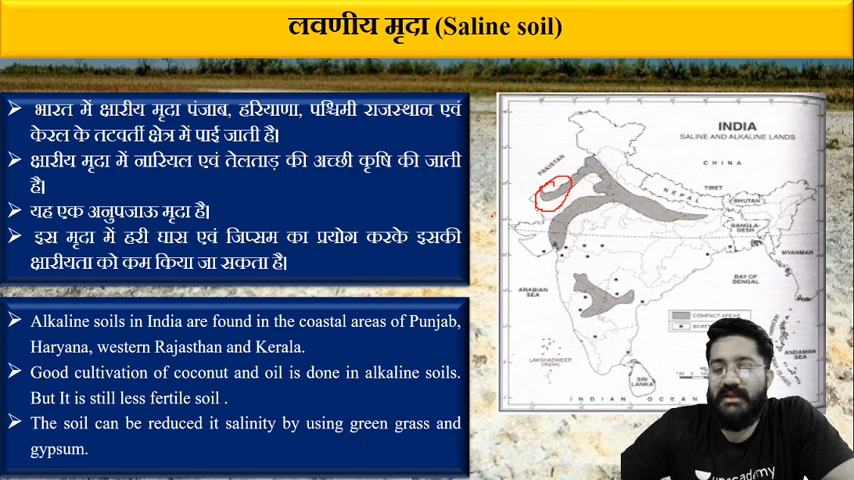 लवणीय मृदा (Saline soil)
भारत में क्षारीय मृदा पंजाब, हरियाणा, पश्चिमी राजस्थान एवं
केरल के तटवर्ती क्षेत्र में पाई जाती है।
क्षारीय मृदा में नारियल एवं तेलताड़ की अच्छी कृषि की जाती
है।
यह एक अनुपजाऊ मृदा है।
इस मृदा में हरी घास एवं जिप्सम का प्रयोग करके इसकी
क्षारीयता को कम किया जा सकता है।
Alkaline soils in India are found in the coastal areas of Punjab,
Haryana, western Rajasthan and Kerala.
Good cultivation of coconut and oil is done in alkaline soils.
But It is still less fertile soil .
The soil can be reduced it salinity by using green grass and
gypsum.
INDIA
SALINE AND ALKALINE LANDS
PAKISTAN
CHINA
TIBET
NEPAL
BHUTAN
BANGLA-
DESH
MYANMAR
ARABIAN
SEA
BAY OF
BENGAL
COMPACT AREAS
LAKSHADWEEP
(INDIA)
ANDAMAN
SEA
SRI
LANKA
INDIAN OCEAN